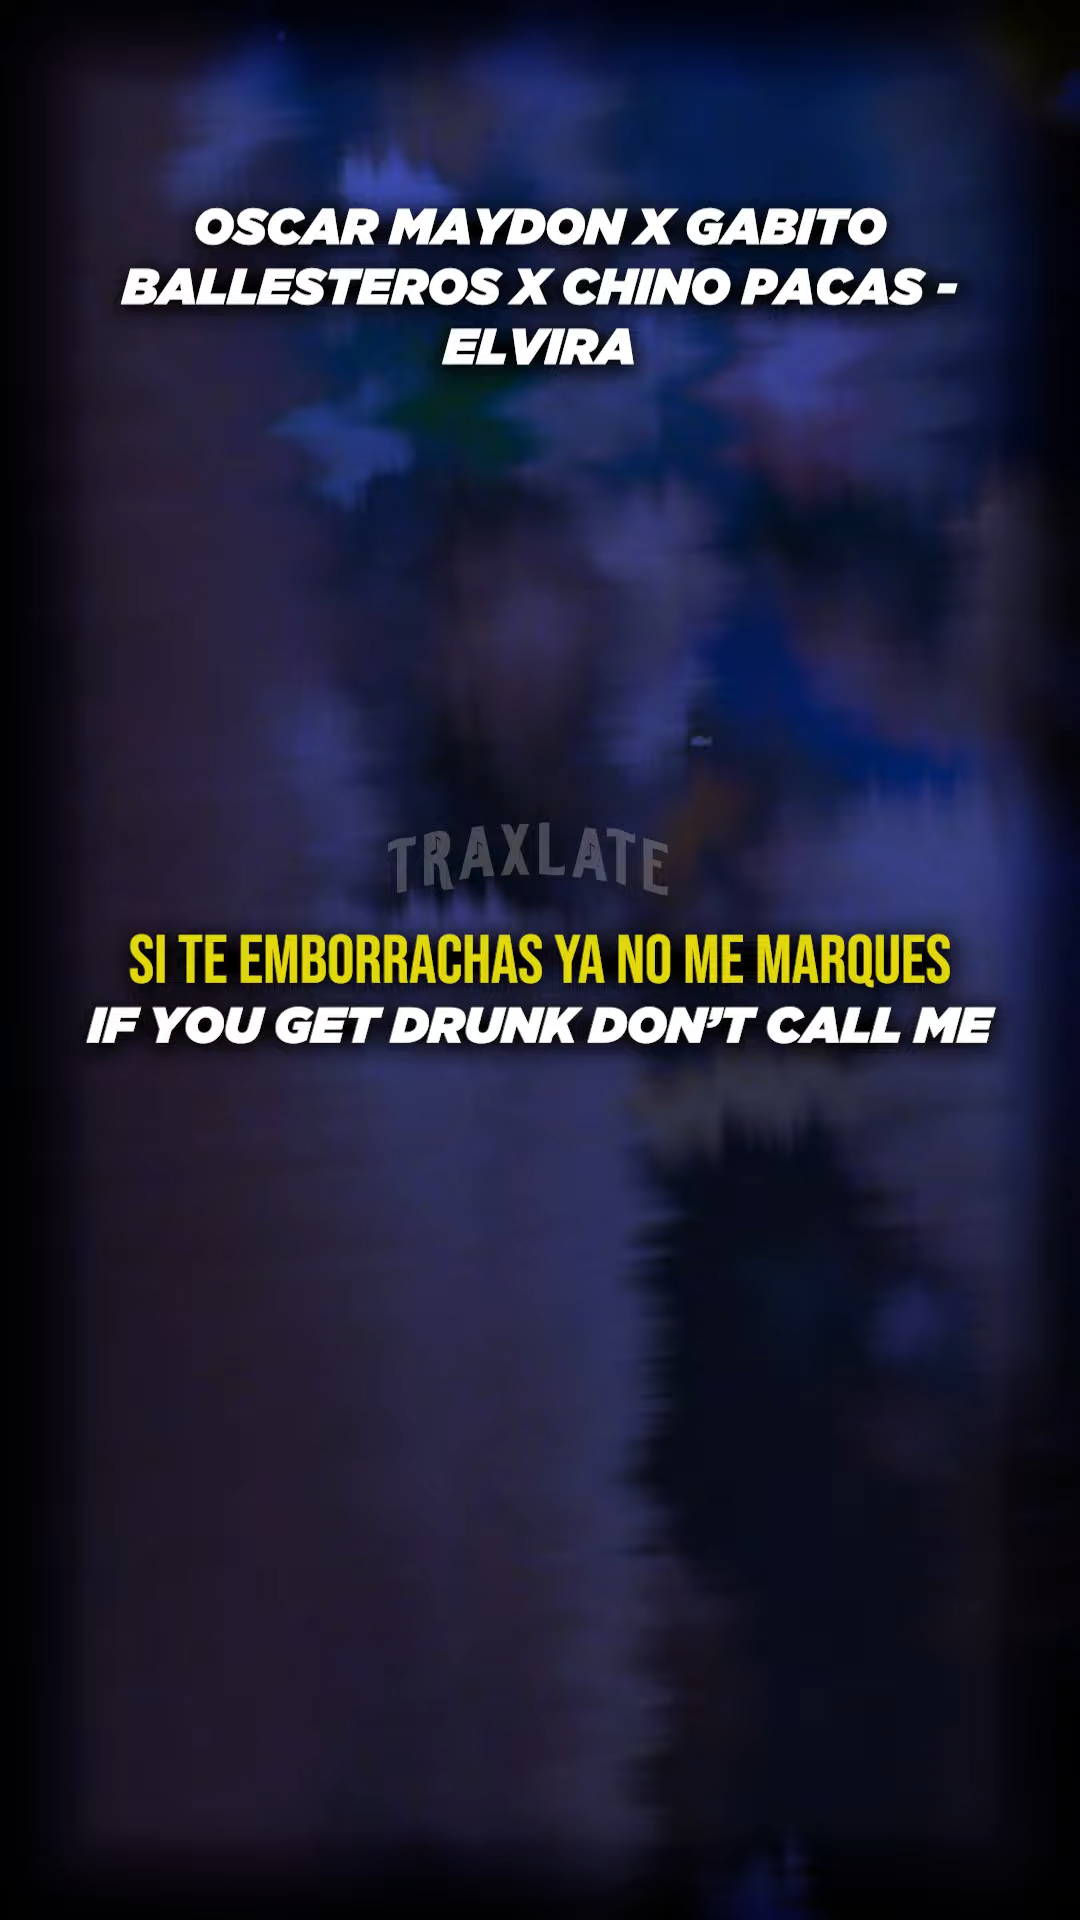 OSCAR MAYDON X GABITO
BALLESTEROS X CHINO PACAS -
ELVIRA
TRAXLATE
SI TE EMBORRACHAS YA NO ME MARQUES
IF YOU GET DRUNK DON'T CALL ME